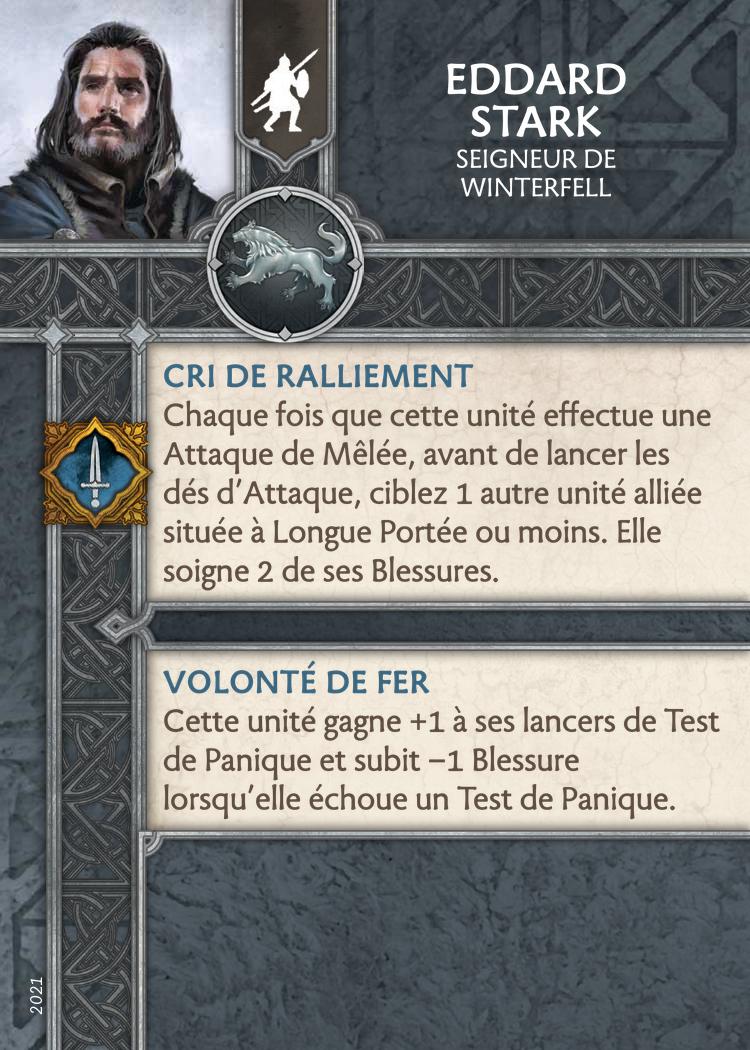 EDDARD
STARK
SEIGNEUR DE
WINTERFELL
CRI DE RALLIEMENT
Chaque fois que cette unité effectue une
Attaque de Mêlée, avant de lancer les
dés d'Attaque, ciblez 1 autre unité alliée
située à Longue Portée ou moins. Elle
soigne 2 de ses Blessures.
VOLONTÉ DE FER
Cette unité gagne +1 à ses lancers de Test
de Panique et subit −1 Blessure
lorsqu'elle échoue un Test de Panique.
2021